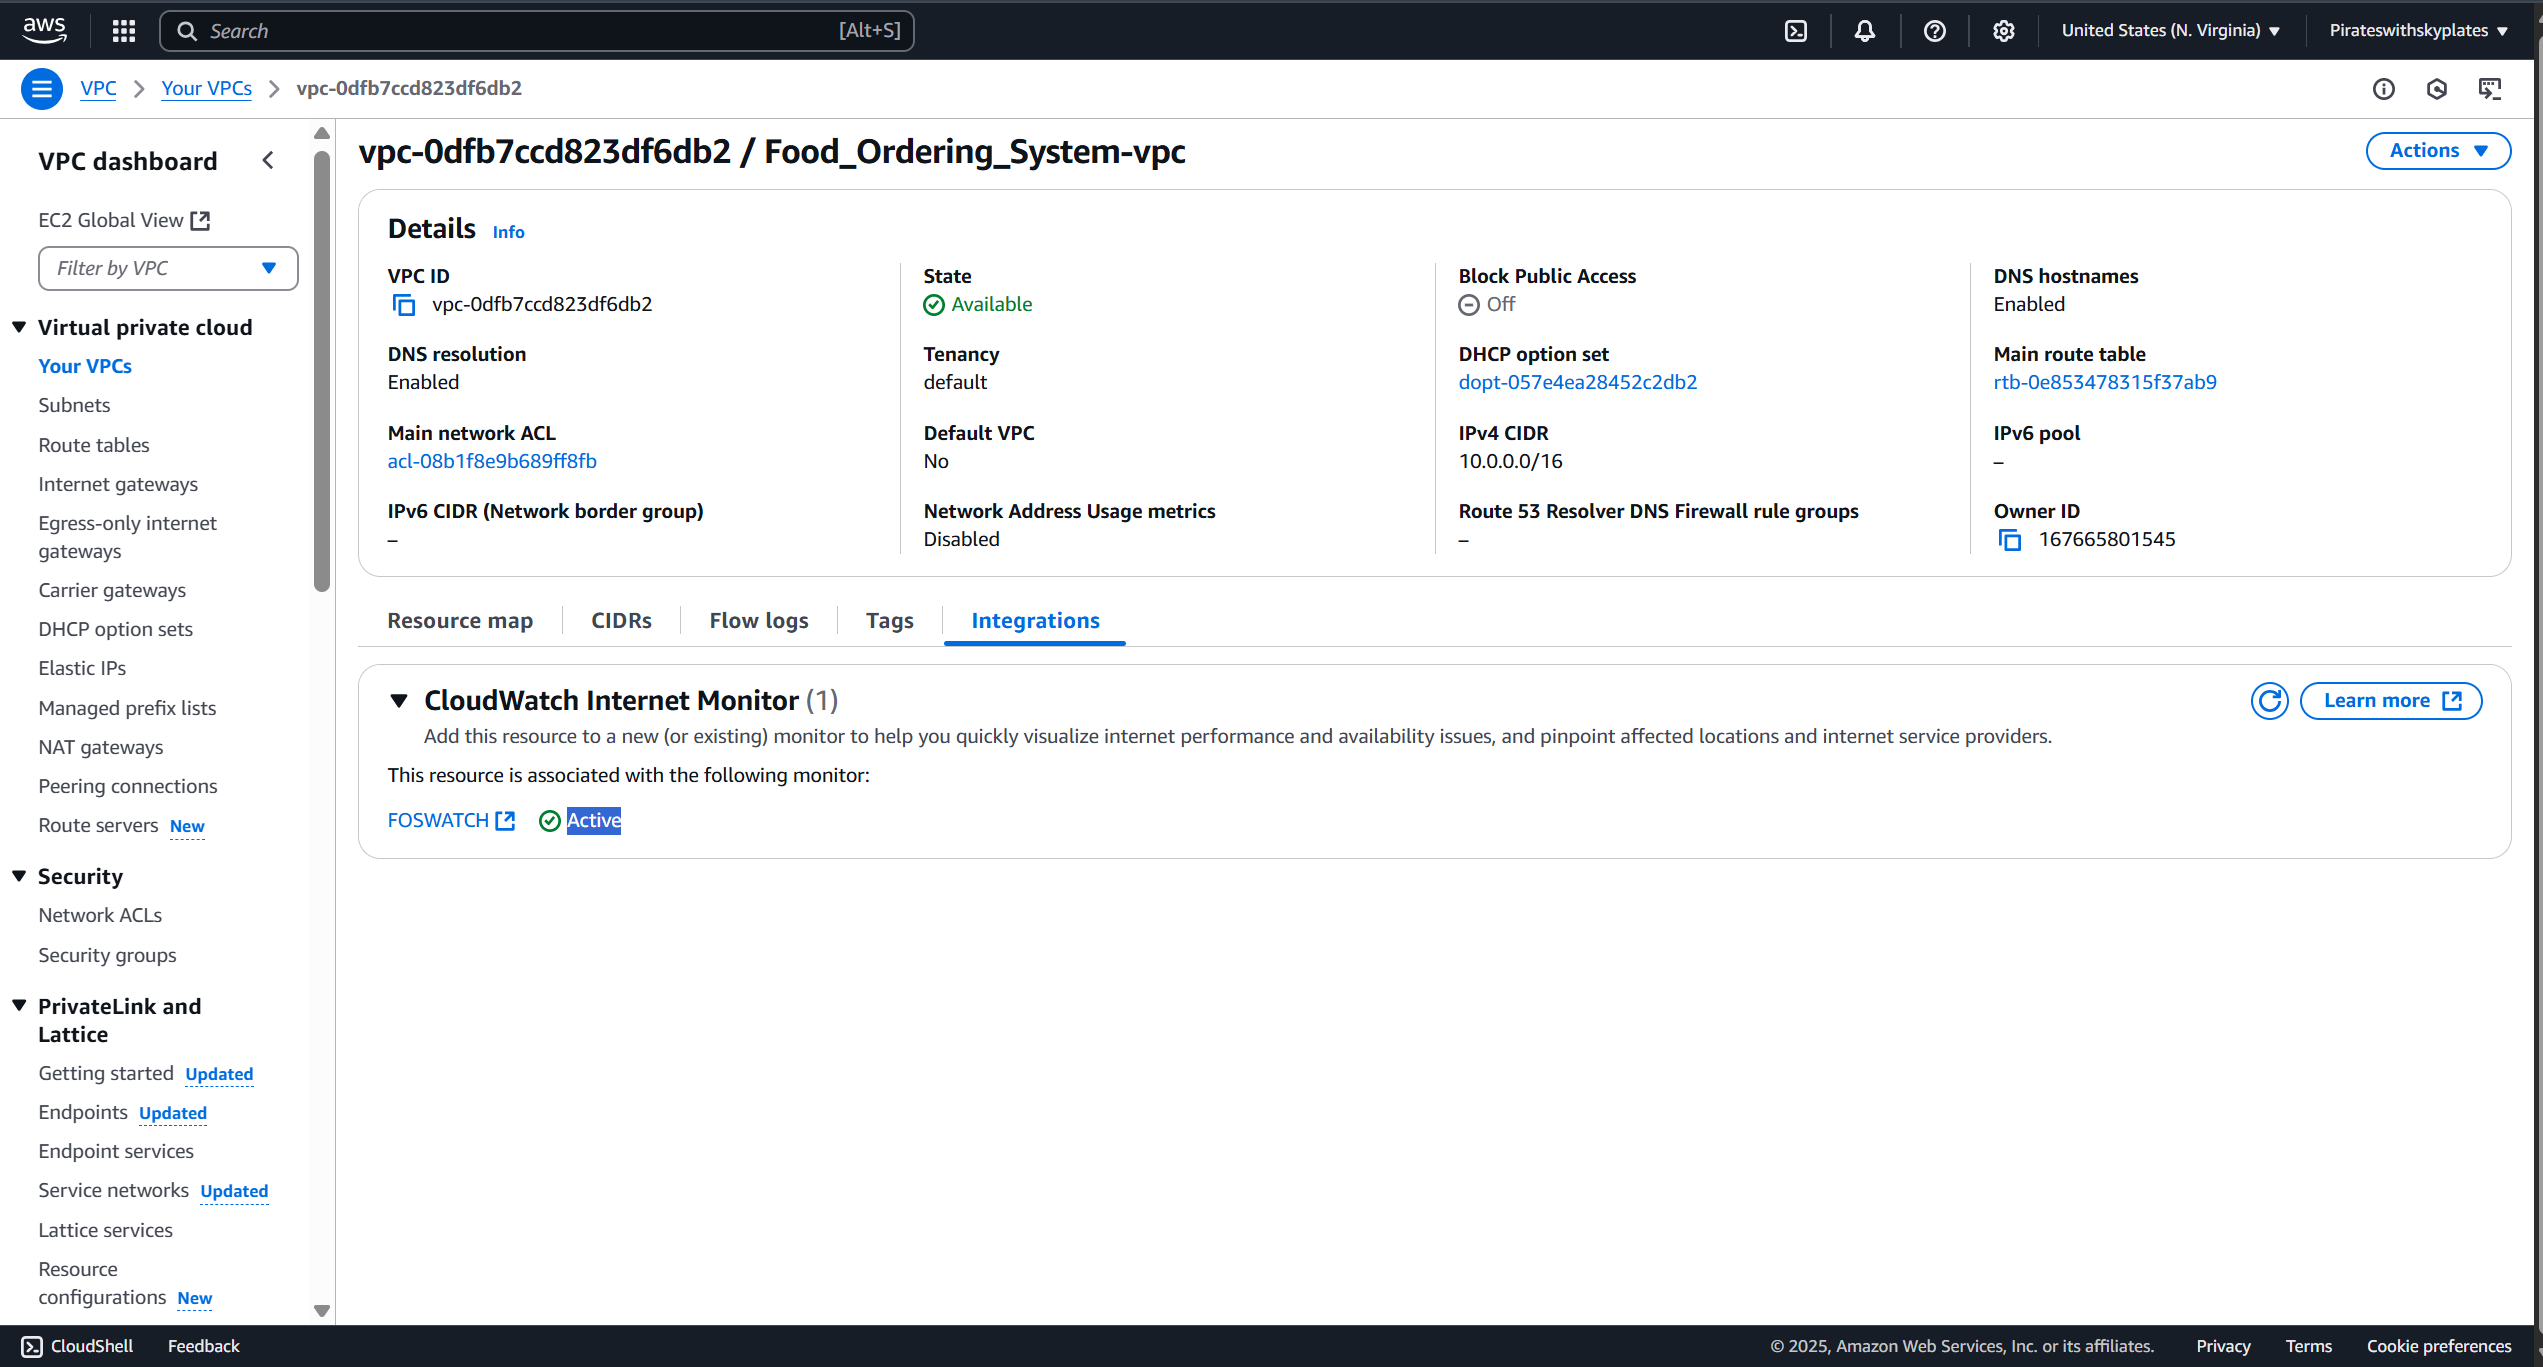 aws
Search [Alt+S]
United States (N. Virginia)
Pirateswithskyplates
VPC
Your VPCs
vpc-0dfb7ccd823df6db2
VPC dashboard
EC2 Global View
Filter by VPC
Virtual private cloud
Your VPCs
Subnets
Route tables
Internet gateways
Egress-only internet
gateways
Carrier gateways
DHCP option sets
Elastic IPs
Managed prefix lists
NAT gateways
Peering connections
Route servers New
Security
Network ACLs
Security groups
PrivateLink and
Lattice
Getting started Updated
Endpoints Updated
Endpoint services
Service networks Updated
Lattice services
Resource
configurations New
vpc-0dfb7ccd823df6db2 / Food_Ordering_System-vpc
Actions
Details Info
VPC ID
vpc-0dfb7ccd823df6db2
State
Available
Block Public Access
Off
DNS hostnames
Enabled
DNS resolution
Enabled
Tenancy
default
DHCP option set
dopt-057e4ea28452c2db2
Main route table
rtb-0e853478315f37ab9
Main network ACL
acl-08b1f8e9b689ff8fb
Default VPC
No
IPv4 CIDR
10.0.0.0/16
IPv6 pool
–
IPv6 CIDR (Network border group)
–
Network Address Usage metrics
Disabled
Route 53 Resolver DNS Firewall rule groups
–
Owner ID
167665801545
Resource map
CIDRs
Flow logs
Tags
Integrations
CloudWatch Internet Monitor (1)
Learn more
Add this resource to a new (or existing) monitor to help you quickly visualize internet performance and availability issues, and pinpoint affected locations and internet service providers.
This resource is associated with the following monitor:
FOSWATCH Active
CloudShell
Feedback
© 2025, Amazon Web Services, Inc. or its affiliates.
Privacy
Terms
Cookie preferences